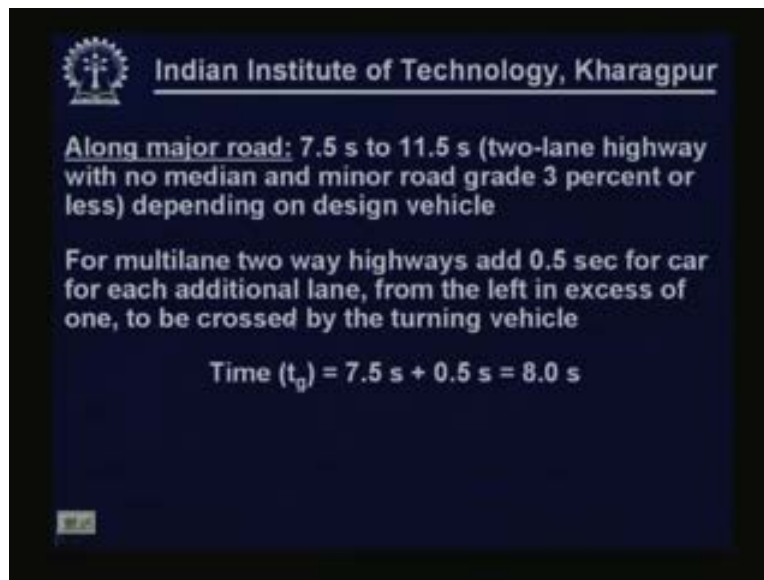 Indian Institute of Technology, Kharagpur
Along major road: 7.5 s to 11.5 s (two-lane highway
with no median and minor road grade 3 percent or
less) depending on design vehicle
For multilane two way highways add 0.5 sec for car
for each additional lane, from the left in excess of
one, to be crossed by the turning vehicle
Time (tg) = 7.5 s + 0.5 s = 8.0 s